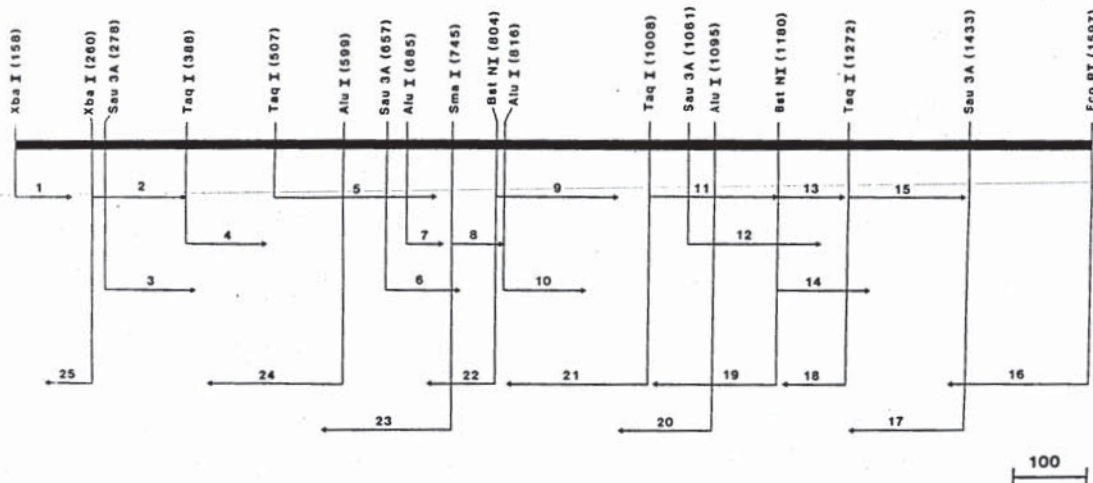 Xba I (158)
Xba I (260)
Sau 3A (278)
Taq I (388)
Taq I (507)
Alu I (599)
Sau 3A (657)
Alu I (685)
Sma I (745)
Bst NI (804)
Alu I (816)
Taq I (1008)
Sau 3A (1061)
Alu I (1095)
Bst NI (1180)
Taq I (1272)
Sau 3A (1433)
Eco RI (1597)
1 2 5 9 11 13 15
4 7 8 12
3 6 10 14
25 24 22 21 19 18 16
23 20 17
100